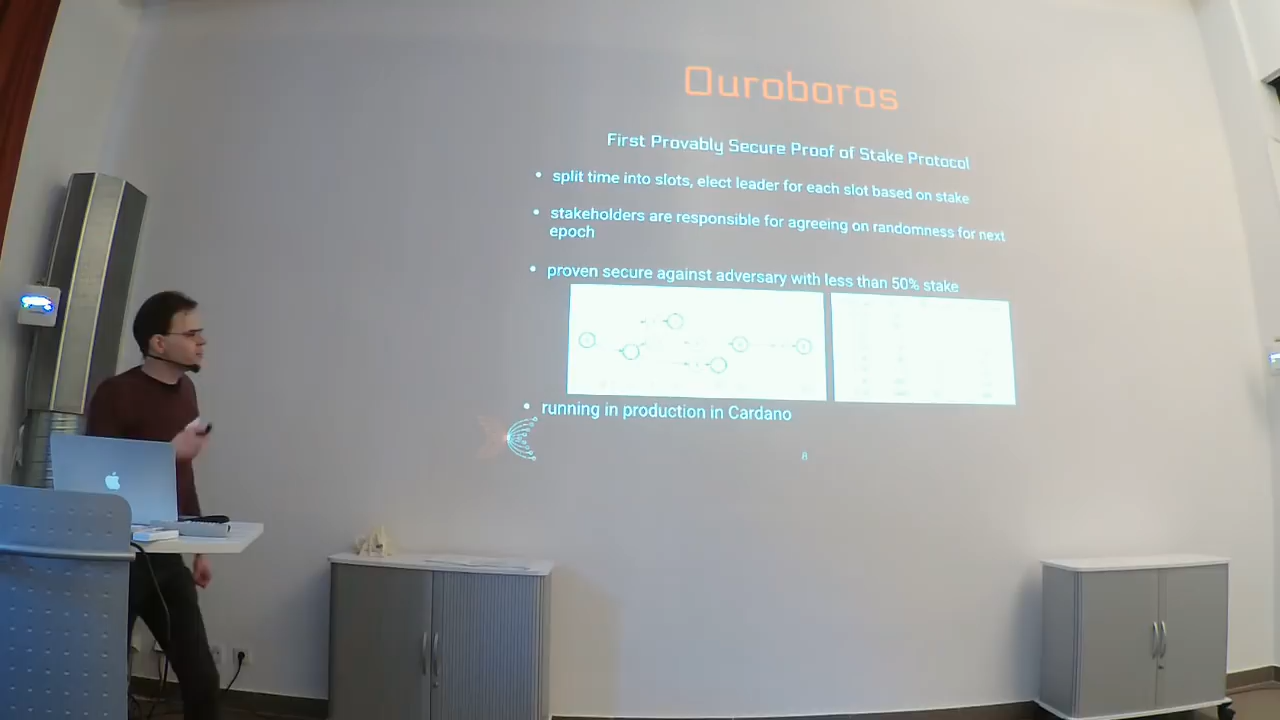 Ouroboros
First Provably Secure Proof of Stake Protocol
• split time into slots, elect leader for each slot based on stake
• stakeholders are responsible for agreeing on randomness for next
epoch
• proven secure against adversary with less than 50% stake
• running in production in Cardano
8